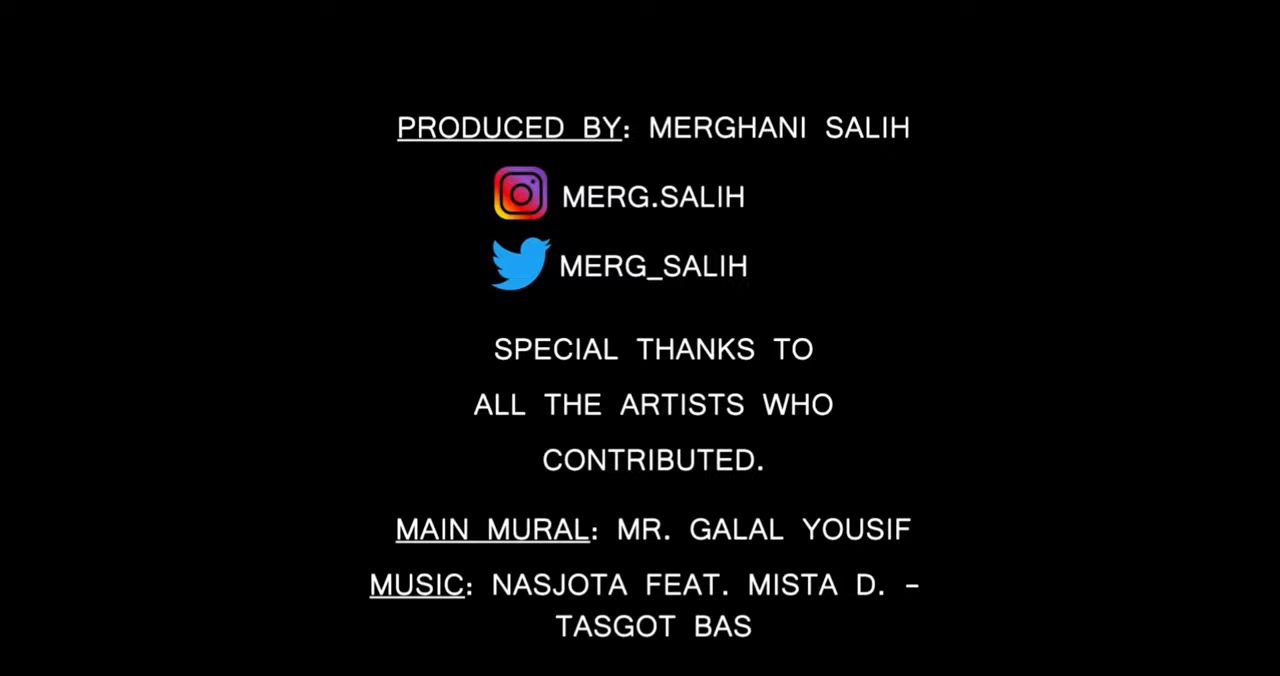 PRODUCED BY: MERGHANI SALIH
MERG.SALIH
MERG_SALIH
SPECIAL THANKS TO
ALL THE ARTISTS WHO
CONTRIBUTED.
MAIN MURAL: MR. GALAL YOUSIF
MUSIC: NASJOTA FEAT. MISTA D. –
TASGOT BAS